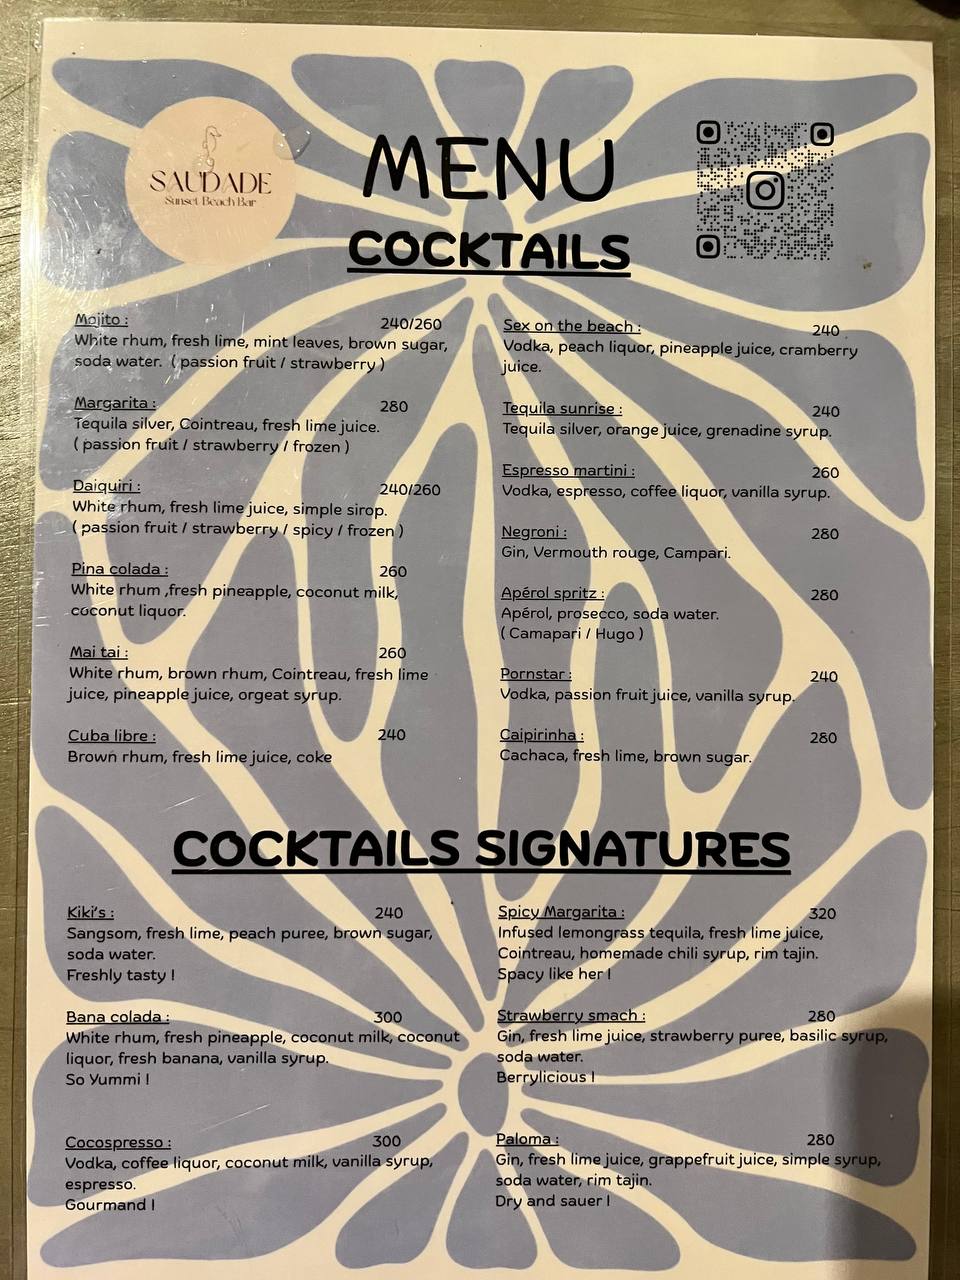 SAUDADE
Sunset Beach Bar
MENU
COCKTAILS
Mojito : 240/260
White rhum, fresh lime, mint leaves, brown sugar,
soda water. ( passion fruit / strawberry )
Margarita : 280
Tequila silver, Cointreau, fresh lime juice.
( passion fruit / strawberry / frozen )
Daiquiri : 240/260
White rhum, fresh lime juice, simple sirop.
( passion fruit / strawberry / spicy / frozen )
Pina colada : 260
White rhum ,fresh pineapple, coconut milk,
coconut liquor.
Mai tai : 260
White rhum, brown rhum, Cointreau, fresh lime
juice, pineapple juice, orgeat syrup.
Cuba libre : 240
Brown rhum, fresh lime juice, coke
Sex on the beach : 240
Vodka, peach liquor, pineapple juice, cramberry
juice.
Tequila sunrise : 240
Tequila silver, orange juice, grenadine syrup.
Espresso martini : 260
Vodka, espresso, coffee liquor, vanilla syrup.
Negroni : 280
Gin, Vermouth rouge, Campari.
Apérol spritz : 280
Apérol, prosecco, soda water.
( Camapari / Hugo )
Pornstar : 240
Vodka, passion fruit juice, vanilla syrup.
Caipirinha : 280
Cachaca, fresh lime, brown sugar.
COCKTAILS SIGNATURES
Kiki's : 240
Sangsom, fresh lime, peach puree, brown sugar,
soda water.
Freshly tasty !
Bana colada : 300
White rhum, fresh pineapple, coconut milk, coconut
liquor, fresh banana, vanilla syrup.
So Yummi !
Cocospresso : 300
Vodka, coffee liquor, coconut milk, vanilla syrup,
espresso.
Gourmand !
Spicy Margarita : 320
Infused lemongrass tequila, fresh lime juice,
Cointreau, homemade chili syrup, rim tajin.
Spacy like her !
Strawberry smach : 280
Gin, fresh lime juice, strawberry puree, basilic syrup,
soda water.
Berrylicious !
Paloma : 280
Gin, fresh lime juice, grappefruit juice, simple syrup,
soda water, rim tajin.
Dry and sauer !